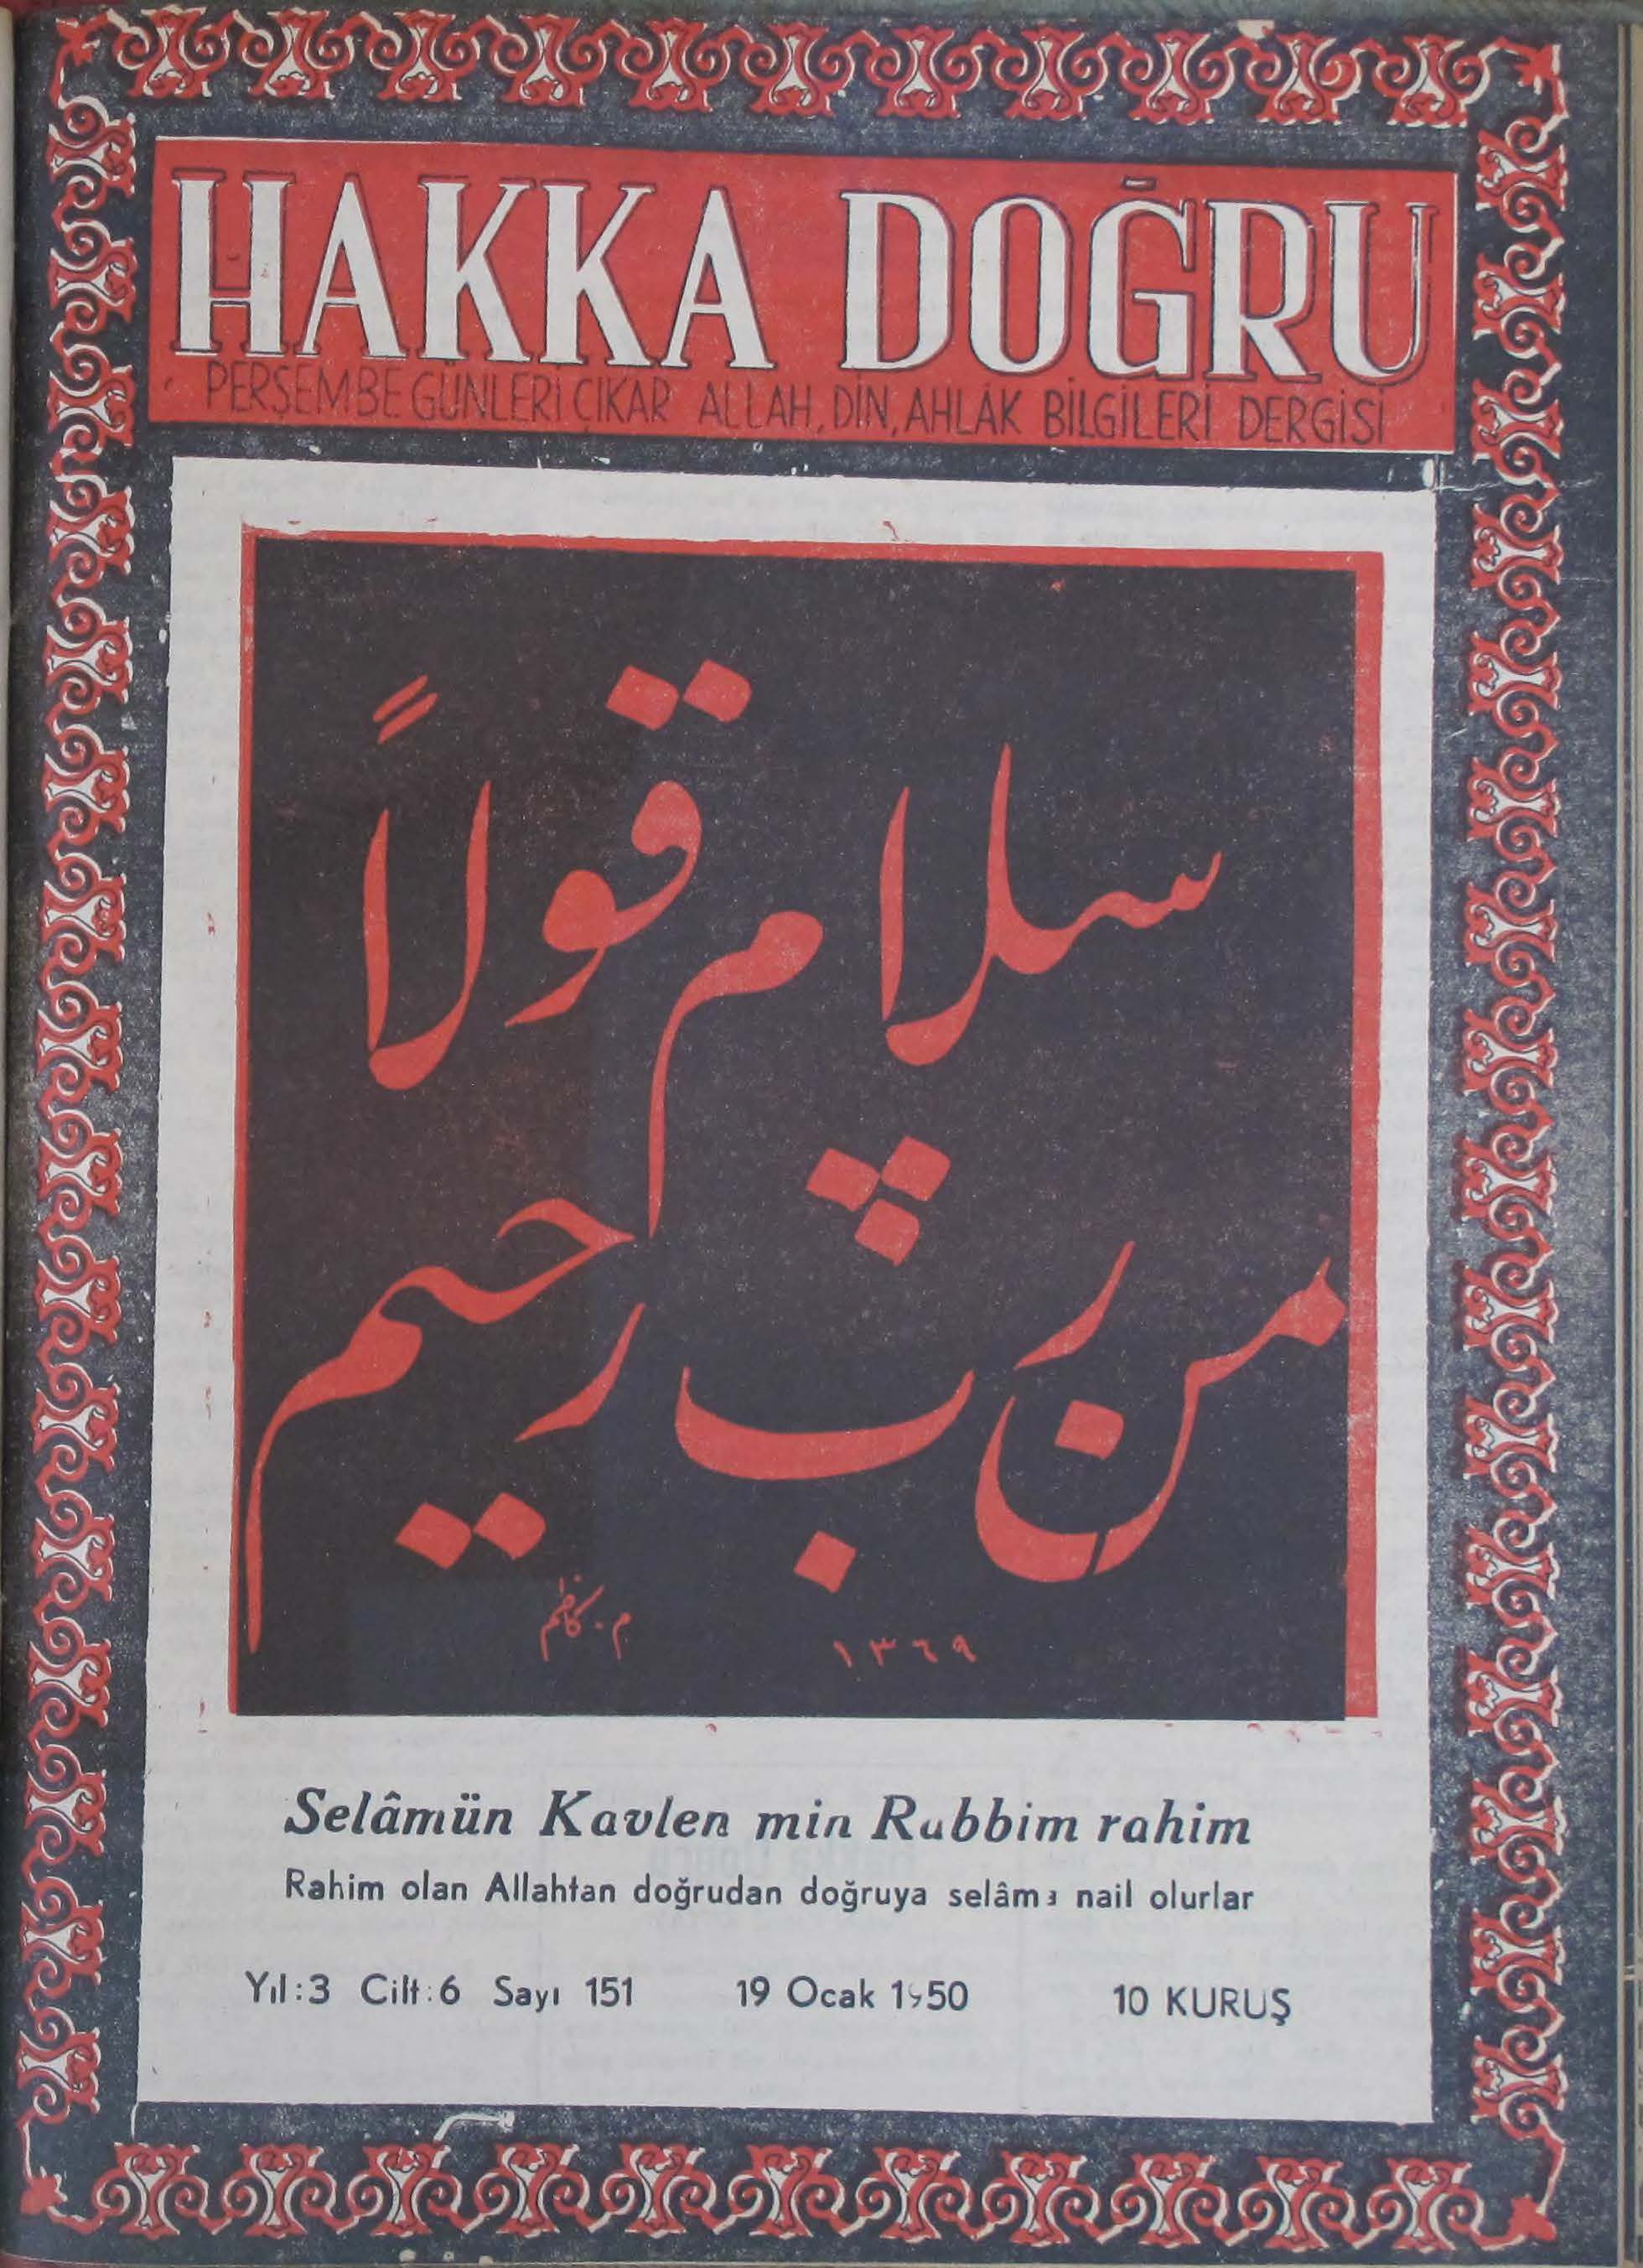 HAKKA DOĞRU
PERŞEMBE GÜNLERİ ÇIKAR ALLAH, DİN, AHLÂK BİLGİLERİ DERGİSİ
سلام قولاً
من رب رحيم
م. كاظم ١٣٦٩
Selâmün Kavlen min Rabbim rahim
Rahim olan Allahtan doğrudan doğruya selâma nail olurlar
Yıl:3 Cilt:6 Sayı 151 19 Ocak 1950 10 KURUŞ